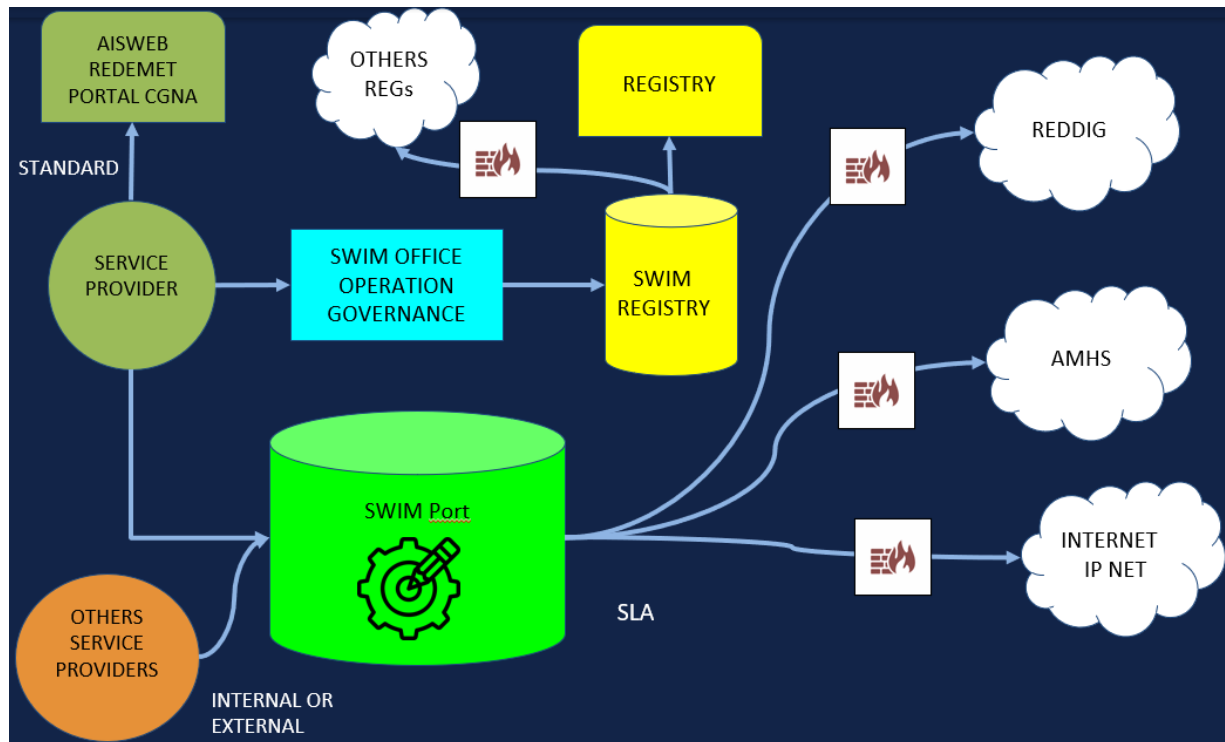 AISWEB
REDEMET
PORTAL CGNA
OTHERS
REGs
REGISTRY
REDDIG
STANDARD
SERVICE
PROVIDER
SWIM OFFICE
OPERATION
GOVERNANCE
SWIM
REGISTRY
AMHS
SWIM Port
INTERNET
IP NET
SLA
OTHERS
SERVICE
PROVIDERS
INTERNAL OR
EXTERNAL